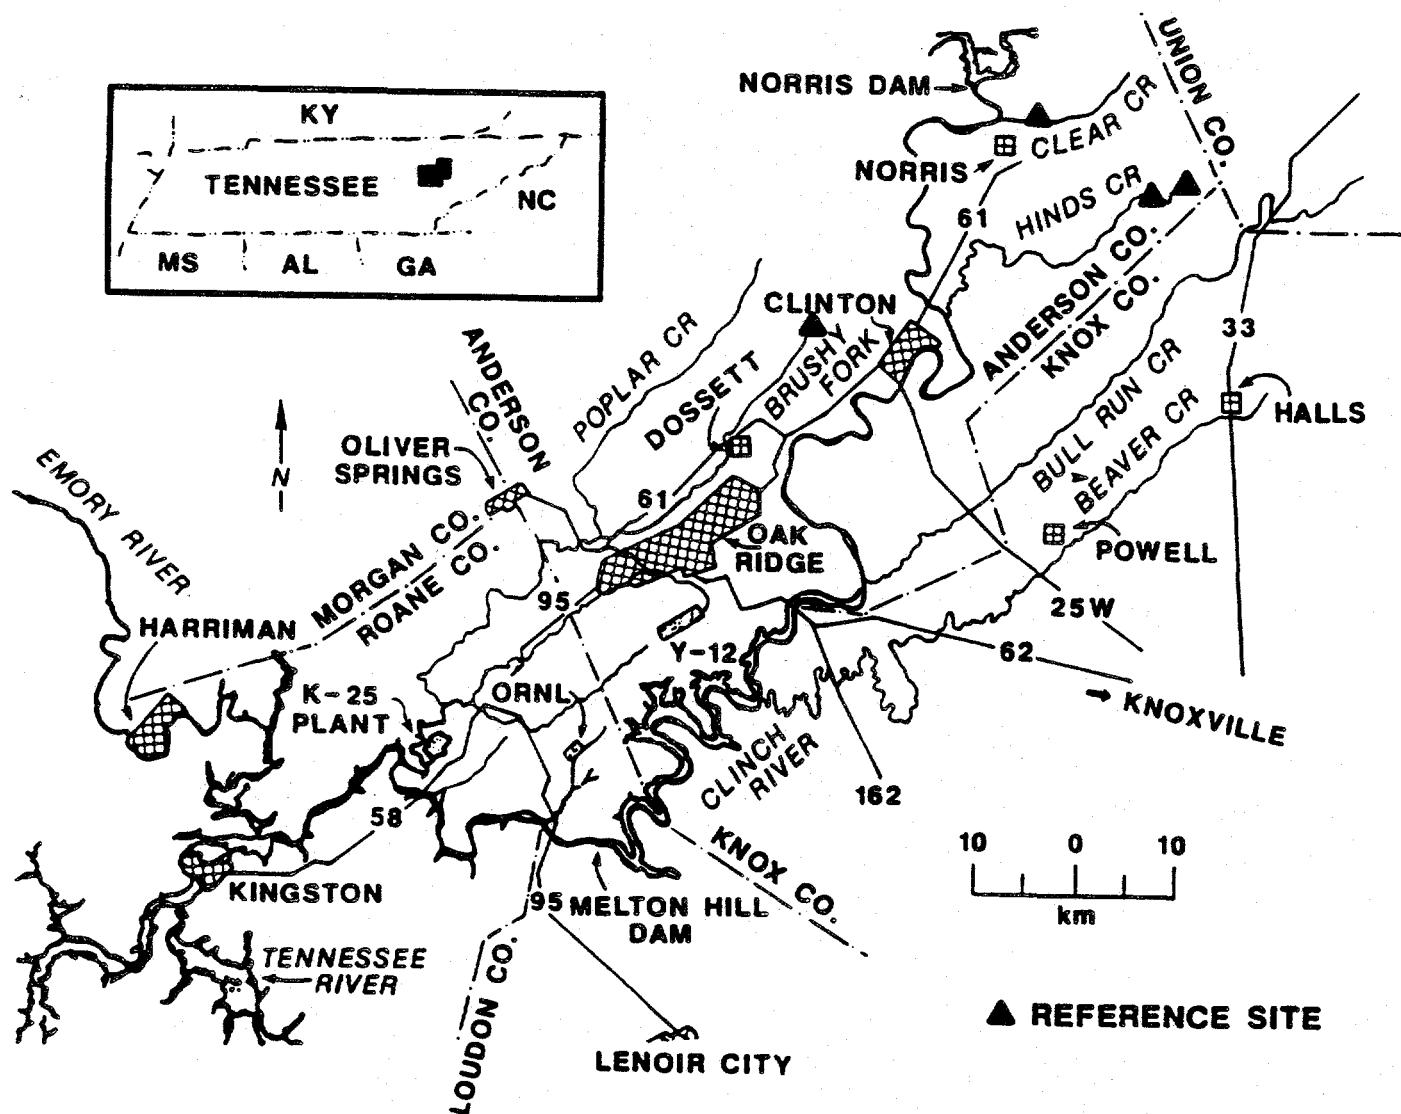 KY
TENNESSEE
NC
MS
AL
GA
NORRIS DAM
UNION CO.
CLEAR CR
NORRIS
HINDS CR
61
ANDERSON CO.
KNOX CO.
CLINTON
33
ANDERSON
CO.
POPLAR CR
DOSSETT
BRUSHY
FORK
BULL RUN CR
BEAVER CR
HALLS
N
OLIVER
SPRINGS
EMORY RIVER
61
OAK
RIDGE
POWELL
MORGAN CO.
ROANE CO.
95
25W
HARRIMAN
Y-12
62
KNOXVILLE
K-25
PLANT
ORNL
CLINCH
RIVER
162
58
KNOX CO.
10 0 10
km
KINGSTON
95
MELTON HILL
DAM
TENNESSEE
RIVER
LOUDON CO.
REFERENCE SITE
LENOIR CITY